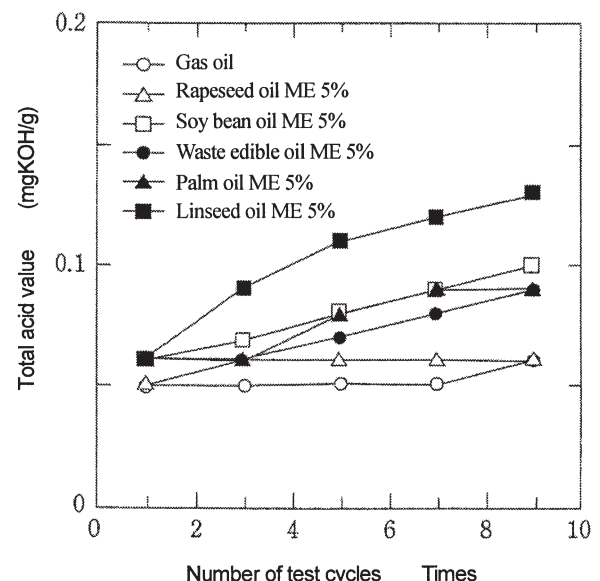 0.2
Gas oil
Rapeseed oil ME 5%
Soy bean oil ME 5%
Waste edible oil ME 5%
Palm oil ME 5%
Linseed oil ME 5%
Total acid value (mgKOH/g)
0.1
0
0 2 4 6 8 10
Number of test cycles Times